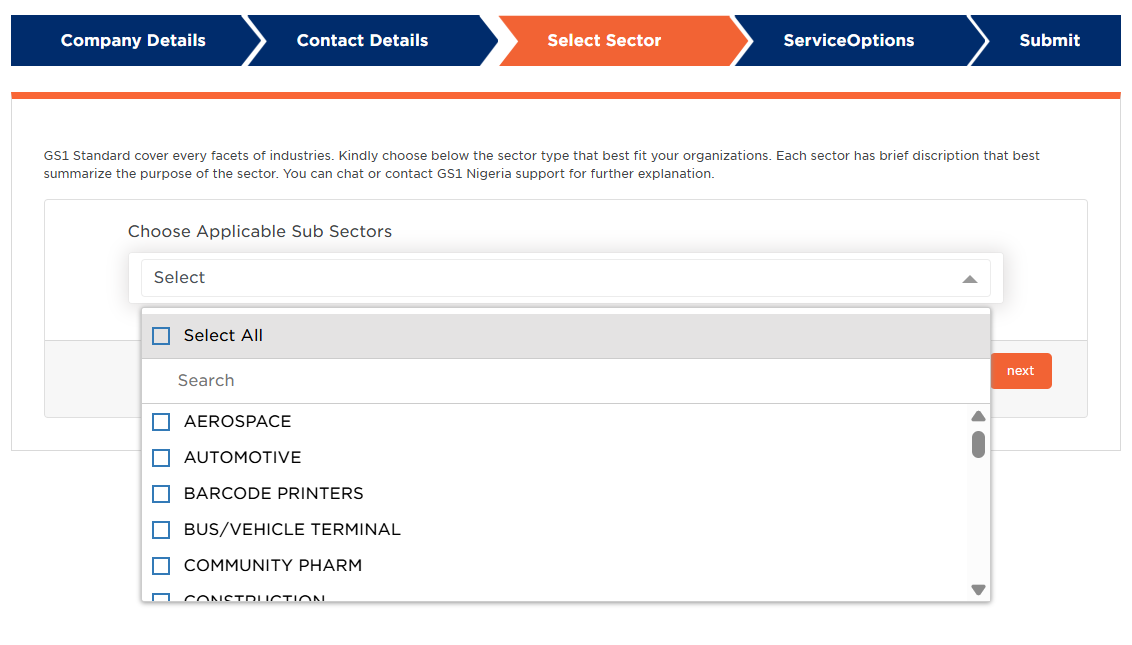 Company Details
Contact Details
Select Sector
ServiceOptions
Submit
GS1 Standard cover every facets of industries. Kindly choose below the sector type that best fit your organizations. Each sector has brief discription that best
summarize the purpose of the sector. You can chat or contact GS1 Nigeria support for further explanation.
Choose Applicable Sub Sectors
Select
Select All
next
Search
AEROSPACE
AUTOMOTIVE
BARCODE PRINTERS
BUS/VEHICLE TERMINAL
COMMUNITY PHARM
CONSTRUCTION